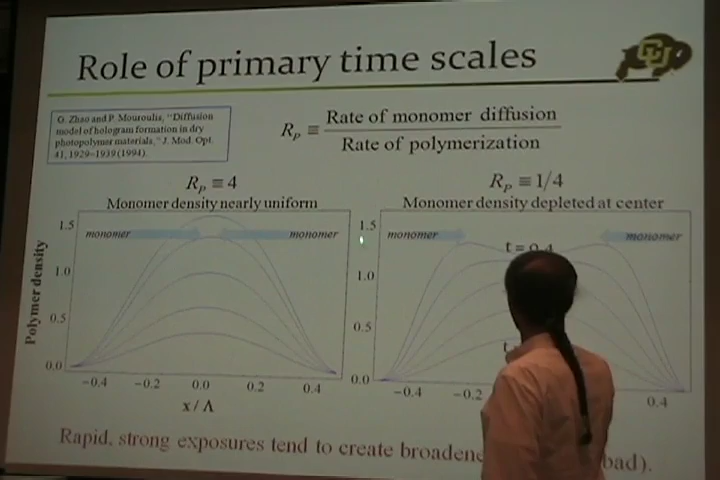 Role of primary time scales
CU
G. Zhao and P. Mouroulis, "Diffusion
model of hologram formation in dry
photopolymer materials," J. Mod. Opt.
41, 1929-1939 (1994).
R_P ≡ Rate of monomer diffusion
Rate of polymerization
R_P ≡ 4
Monomer density nearly uniform
R_P ≡ 1/4
Monomer density depleted at center
Polymer density
1.5
1.0
0.5
0.0
monomer
monomer
−0.4 −0.2 0.0 0.2 0.4
x / Λ
1.5
1.0
0.5
0.0
monomer
monomer
t = 0.4
−0.4 −0.2
0.4
Rapid, strong exposures tend to create
bad).